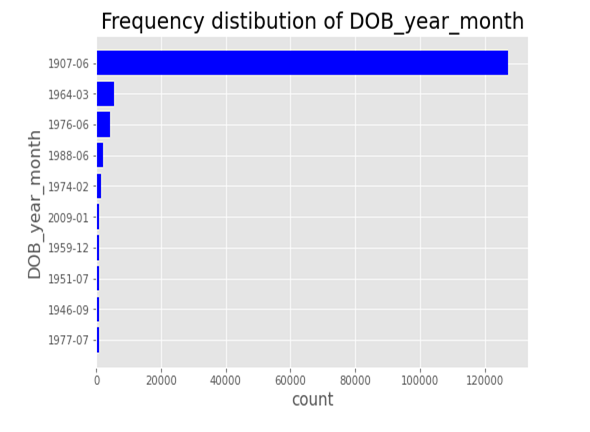 Frequency distibution of DOB_year_month
DOB_year_month
1907-06
1964-03
1976-06
1988-06
1974-02
2009-01
1959-12
1951-07
1946-09
1977-07
0 20000 40000 60000 80000 100000 120000
count